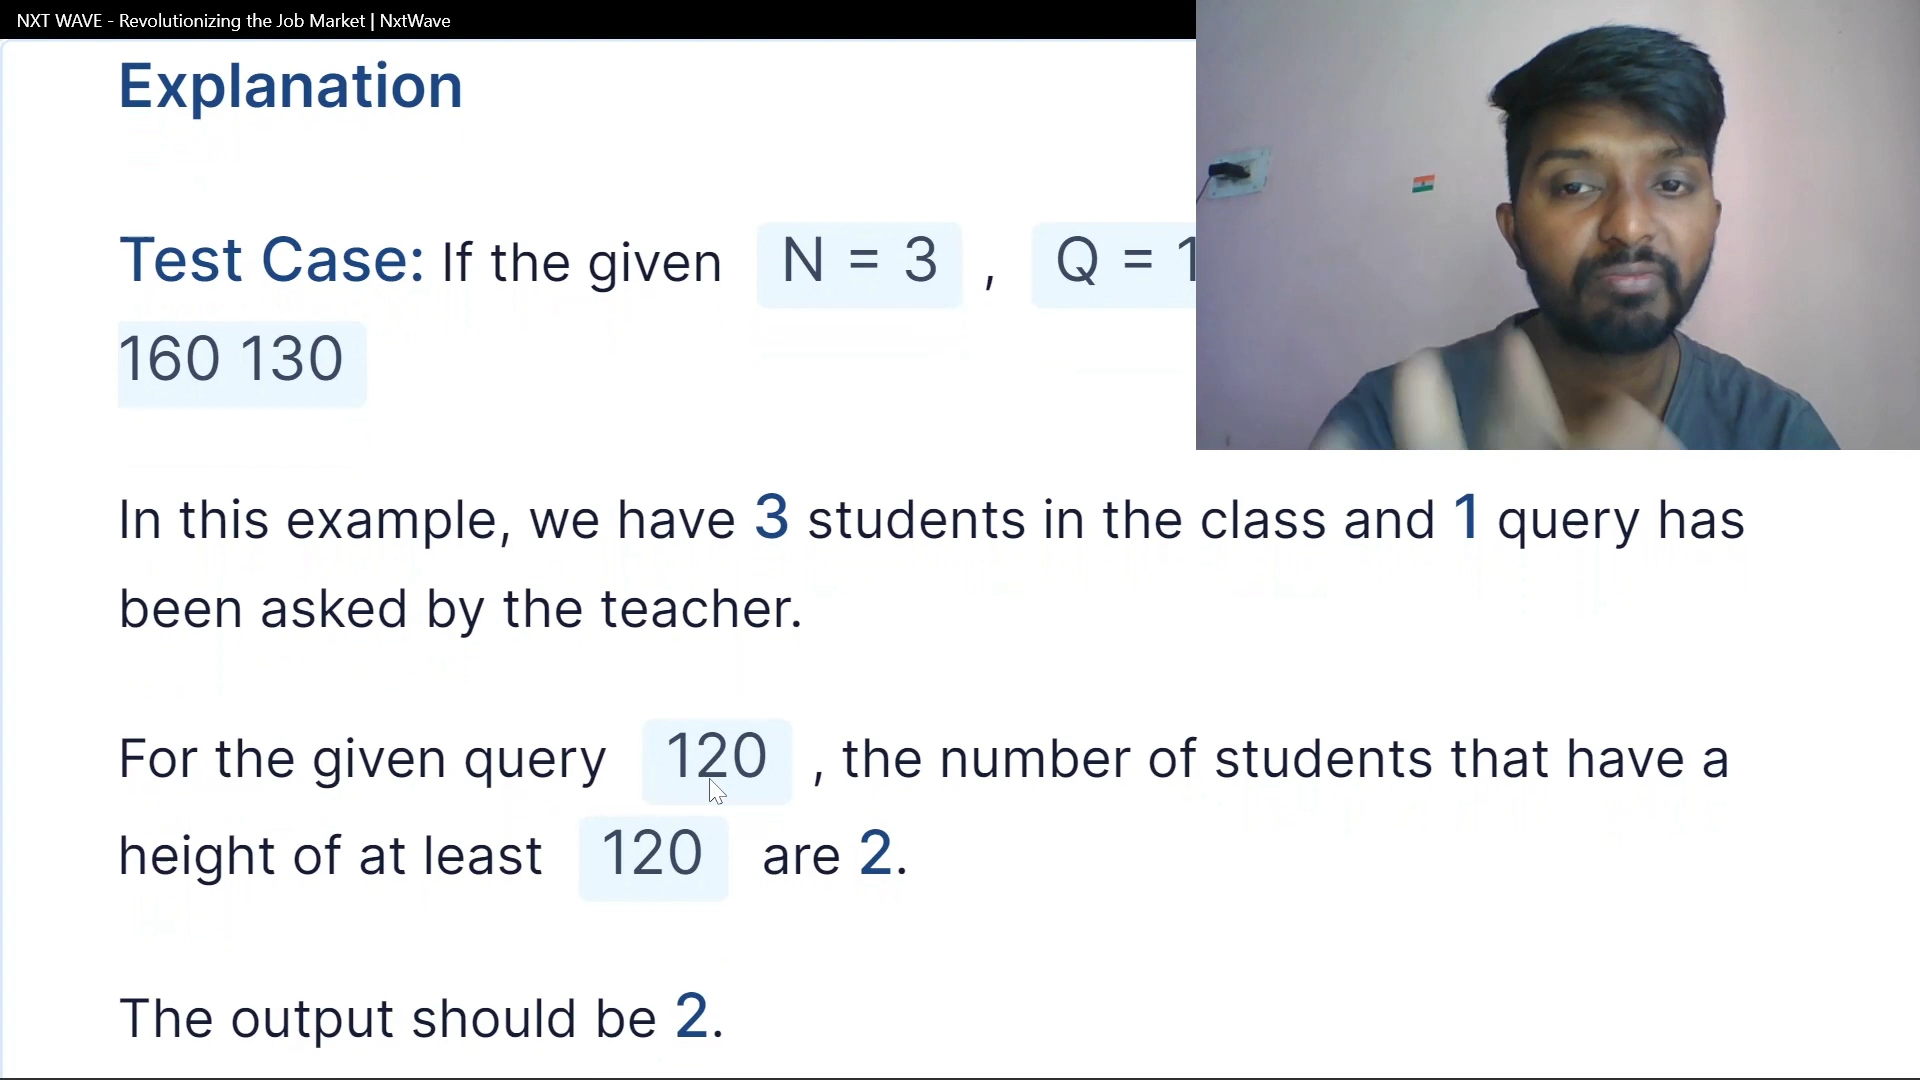 NXT WAVE - Revolutionizing the Job Market | NxtWave
Explanation
Test Case: If the given N = 3 , Q = 1
160 130
In this example, we have 3 students in the class and 1 query has
been asked by the teacher.
For the given query 120 , the number of students that have a
height of at least 120 are 2.
The output should be 2.